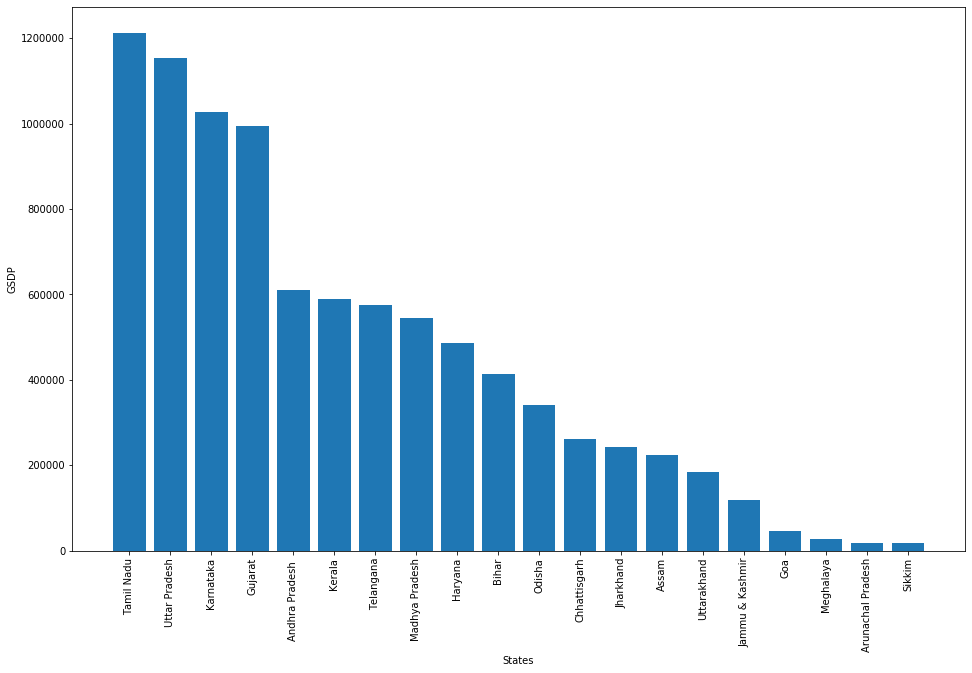 1200000
1000000
800000
600000
400000
200000
0
GSDP
Tamil Nadu
Uttar Pradesh
Karnataka
Gujarat
Andhra Pradesh
Kerala
Telangana
Madhya Pradesh
Haryana
Bihar
Odisha
Chhattisgarh
Jharkhand
Assam
Uttarakhand
Jammu & Kashmir
Goa
Meghalaya
Arunachal Pradesh
Sikkim
States